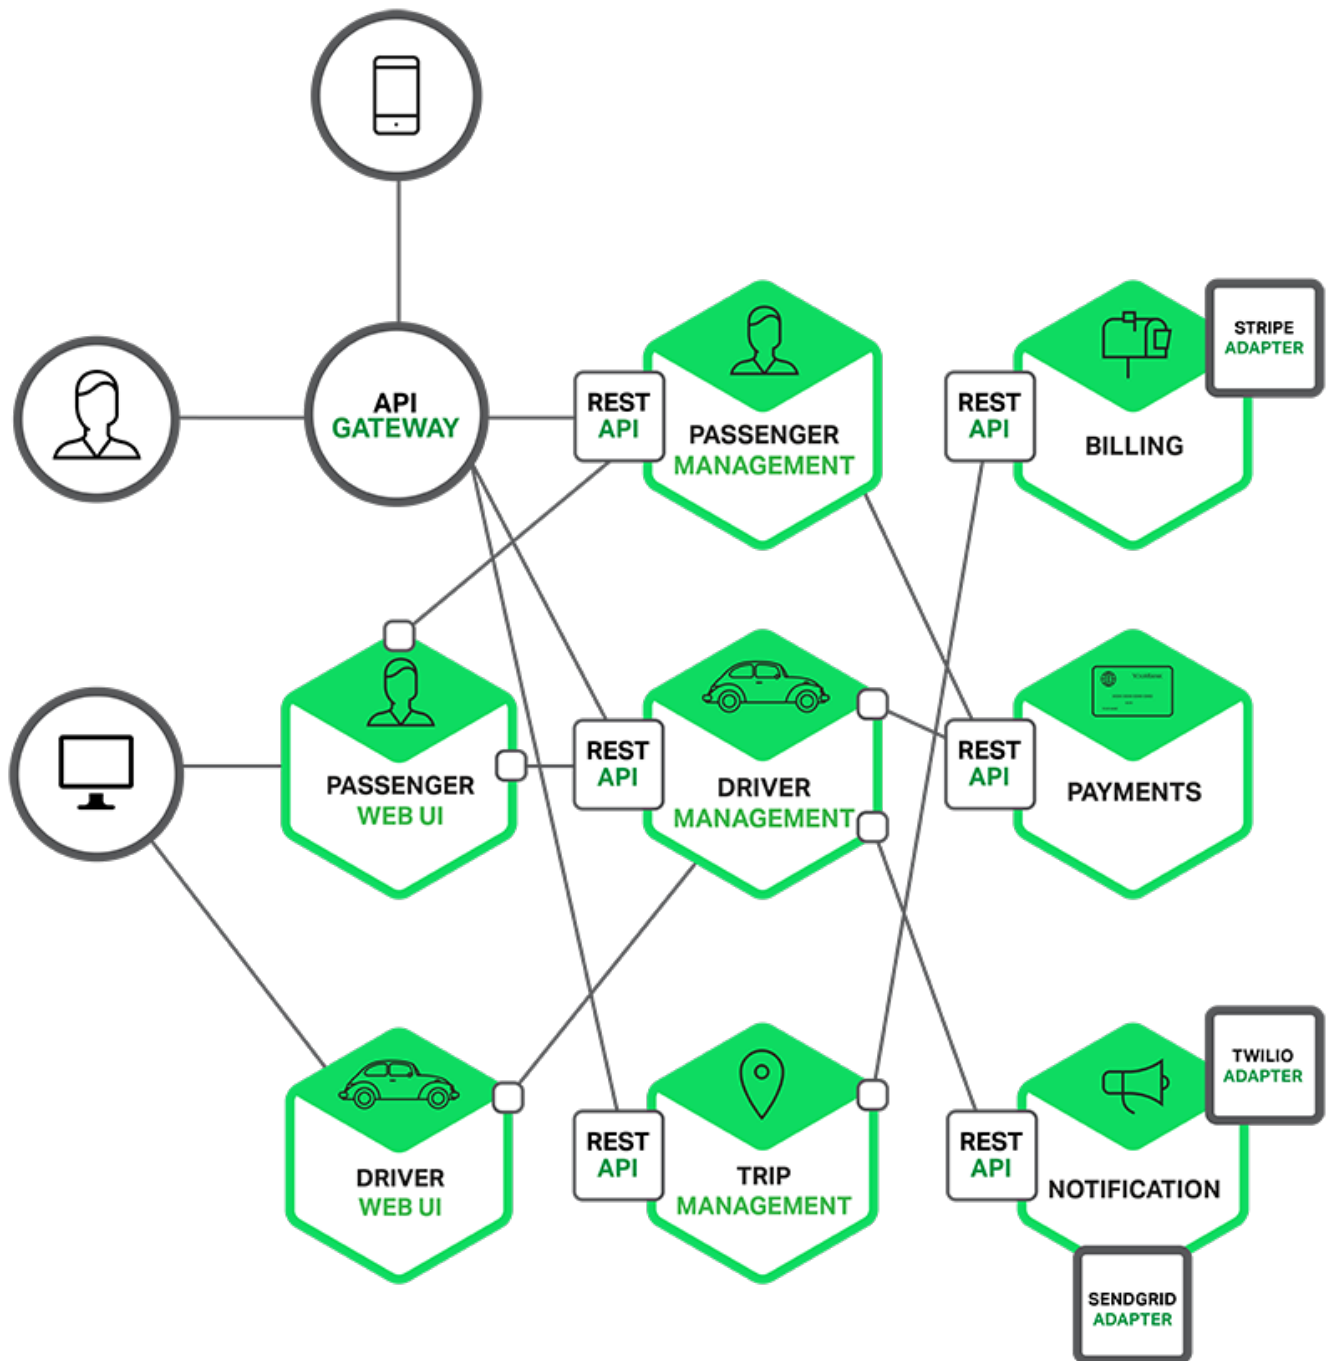 API
GATEWAY
REST
API
PASSENGER
MANAGEMENT
REST
API
BILLING
STRIPE
ADAPTER
PASSENGER
WEB UI
REST
API
DRIVER
MANAGEMENT
REST
API
PAYMENTS
DRIVER
WEB UI
REST
API
TRIP
MANAGEMENT
REST
API
NOTIFICATION
TWILIO
ADAPTER
SENDGRID
ADAPTER